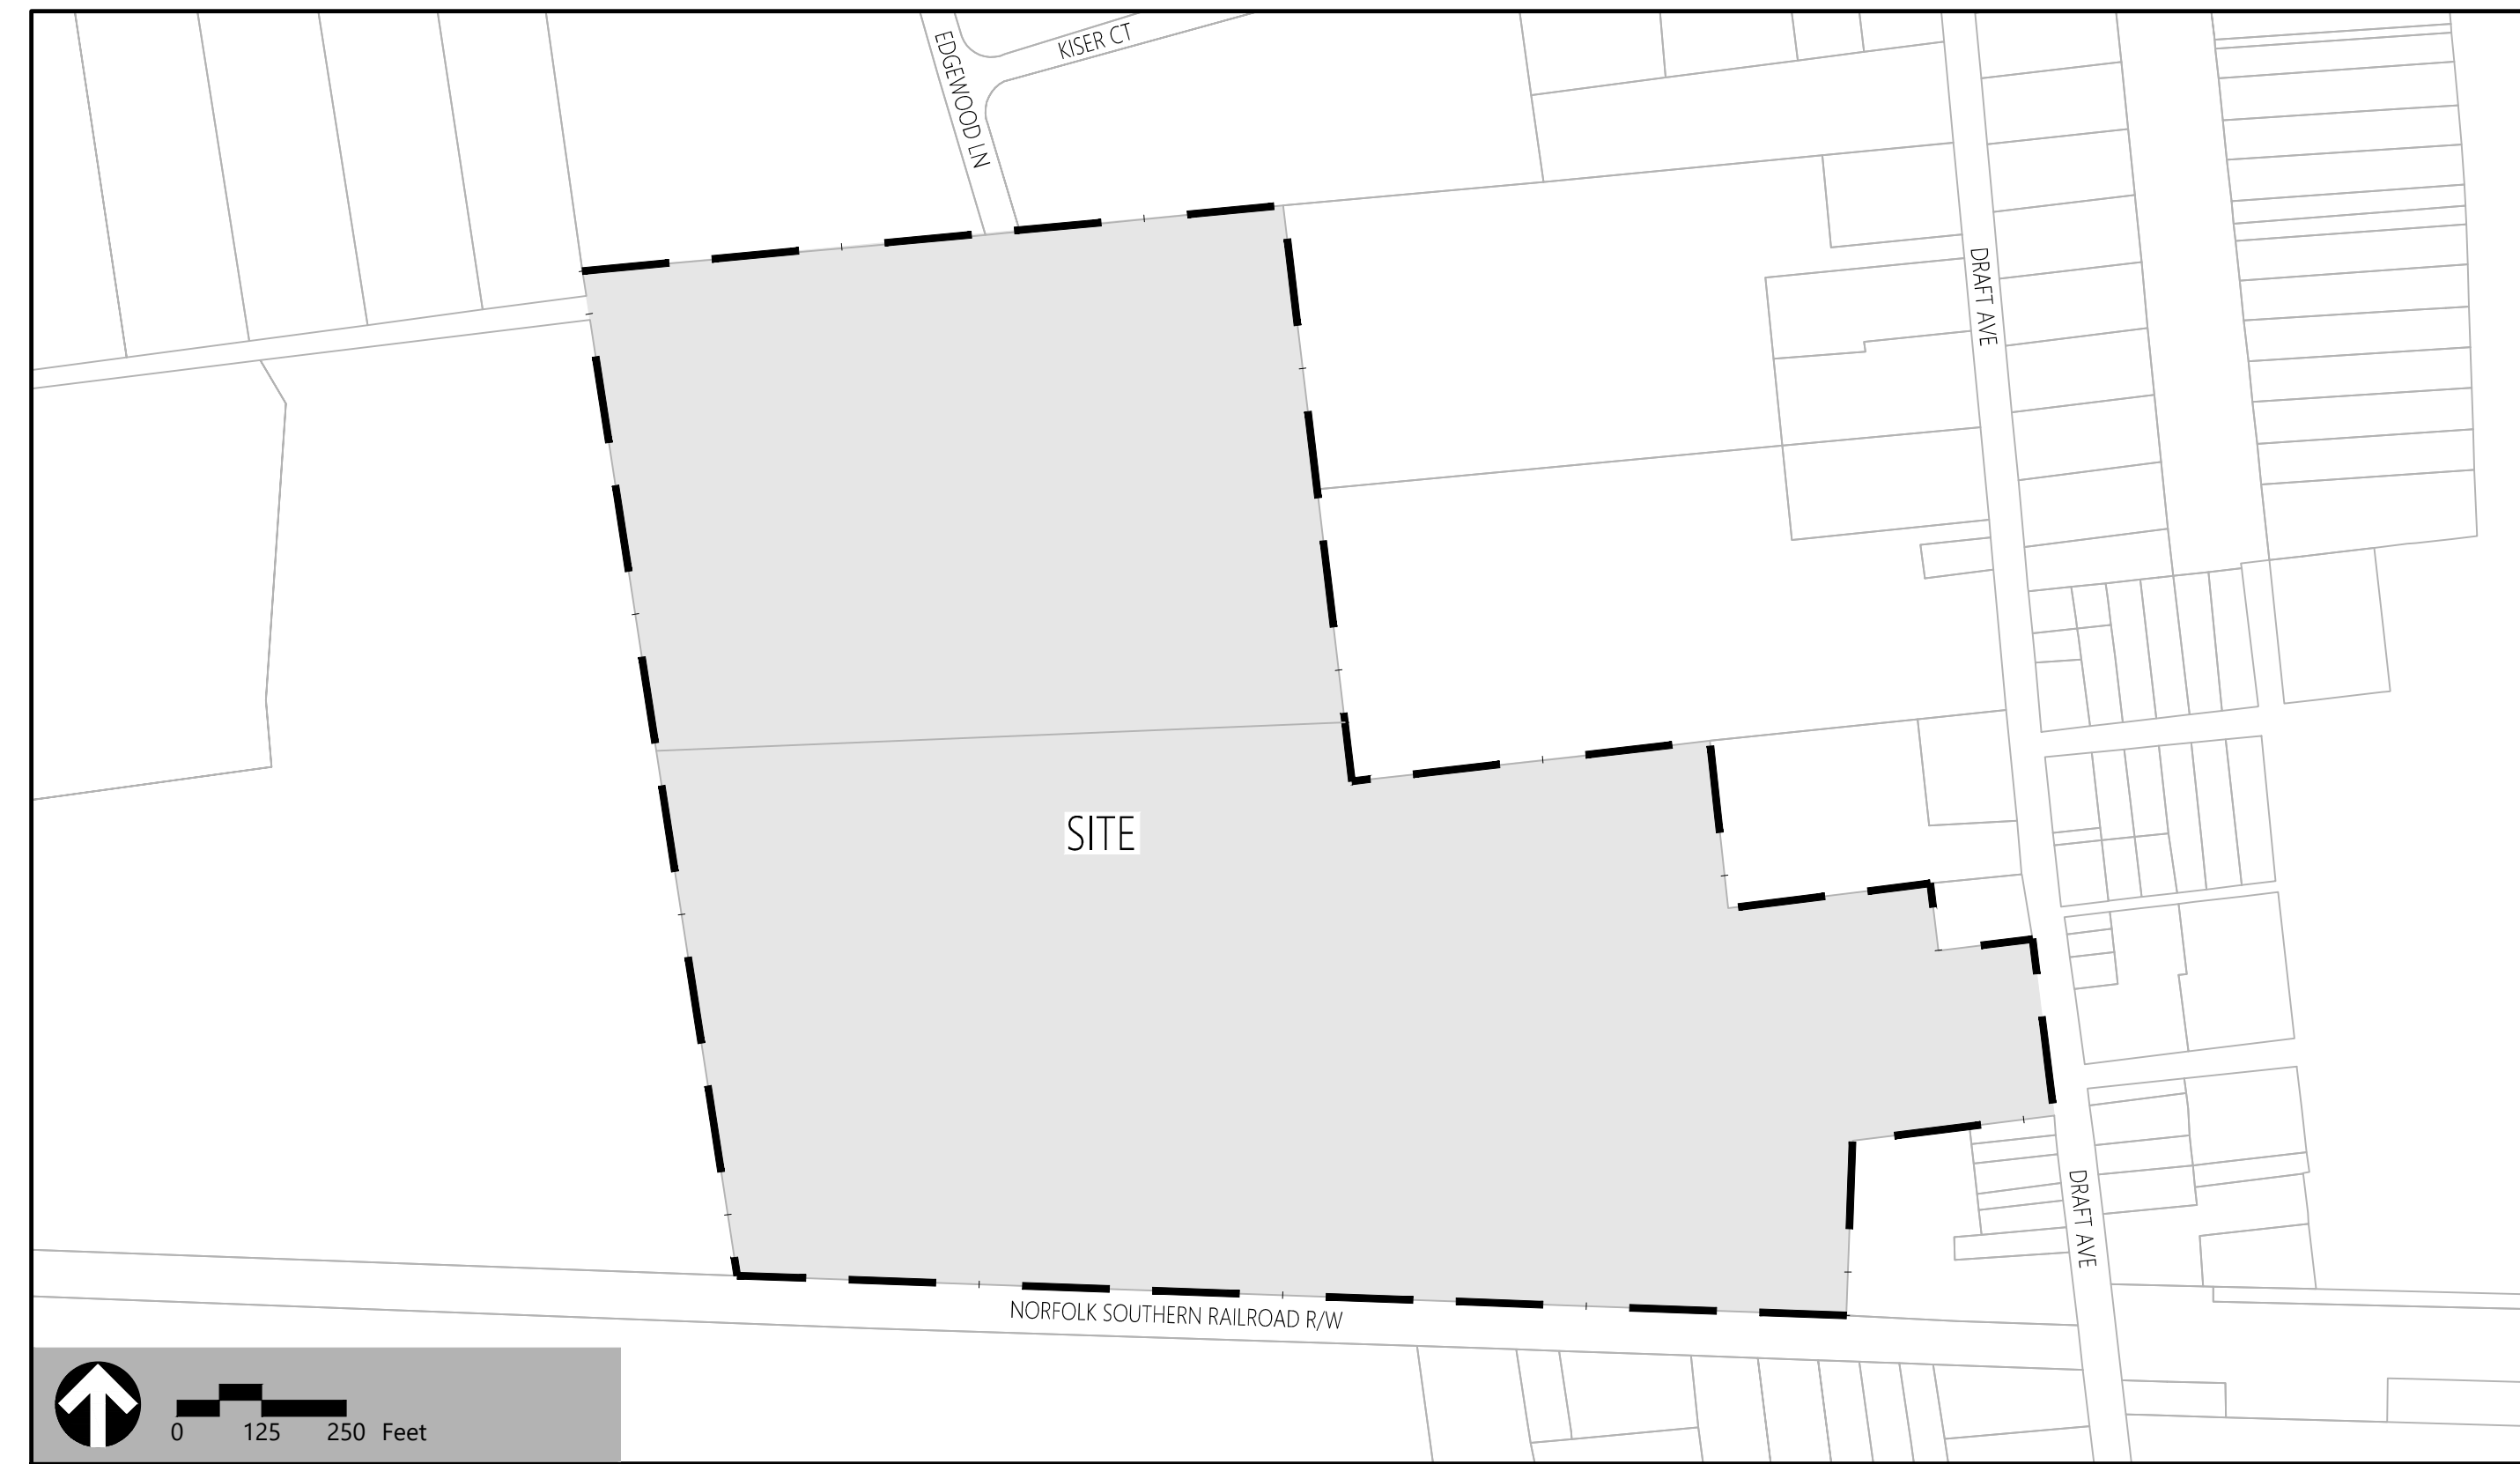 KISER CT
EDGEWOOD LN
DRAFT AVE
SITE
DRAFT AVE
NORFOLK SOUTHERN RAILROAD R/W
0 125 250 Feet